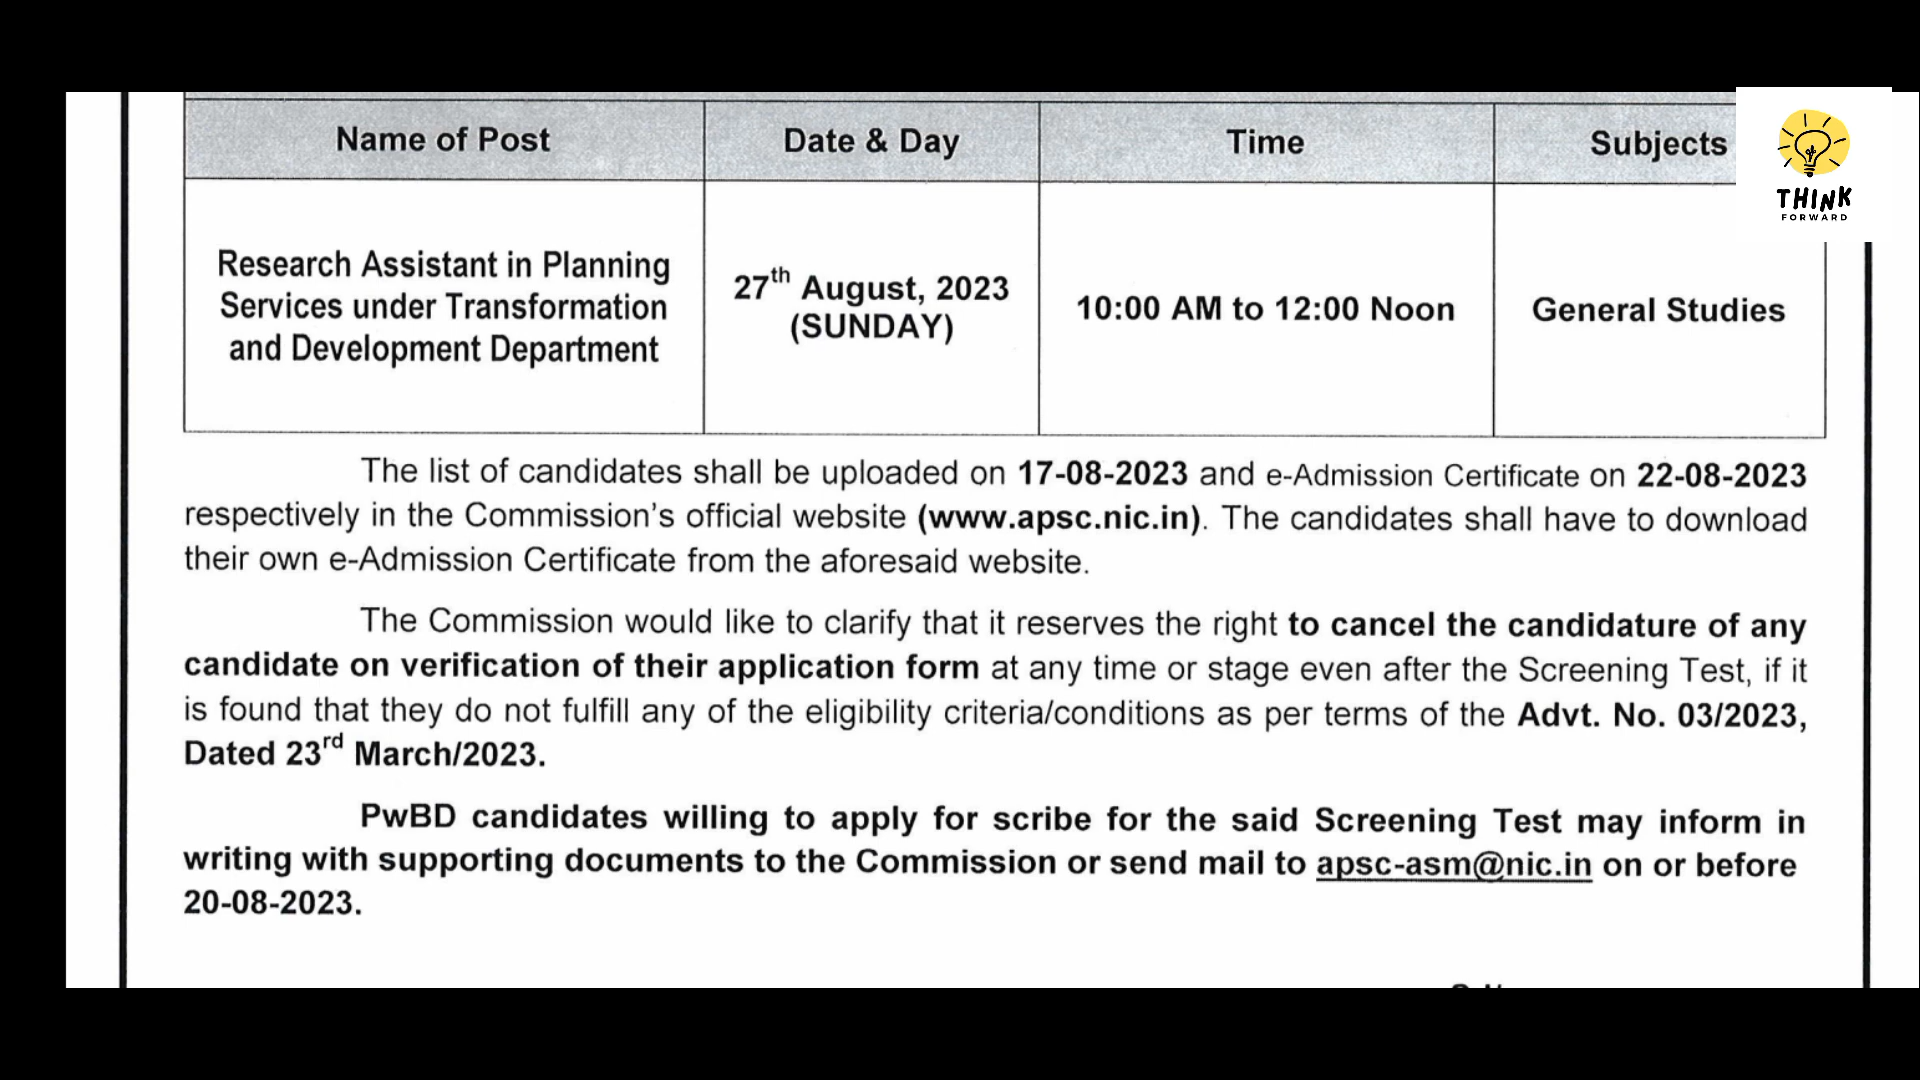 Name of Post Date & Day Time Subjects
Research Assistant in Planning
Services under Transformation
and Development Department
27th August, 2023
(SUNDAY)
10:00 AM to 12:00 Noon
General Studies
THINK
FORWARD
The list of candidates shall be uploaded on 17-08-2023 and e-Admission Certificate on 22-08-2023
respectively in the Commission's official website (www.apsc.nic.in). The candidates shall have to download
their own e-Admission Certificate from the aforesaid website.
The Commission would like to clarify that it reserves the right to cancel the candidature of any
candidate on verification of their application form at any time or stage even after the Screening Test, if it
is found that they do not fulfill any of the eligibility criteria/conditions as per terms of the Advt. No. 03/2023,
Dated 23rd March/2023.
PwBD candidates willing to apply for scribe for the said Screening Test may inform in
writing with supporting documents to the Commission or send mail to apsc-asm@nic.in on or before
20-08-2023.